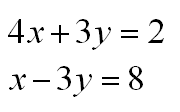 4x + 3y = 2
x − 3y = 8